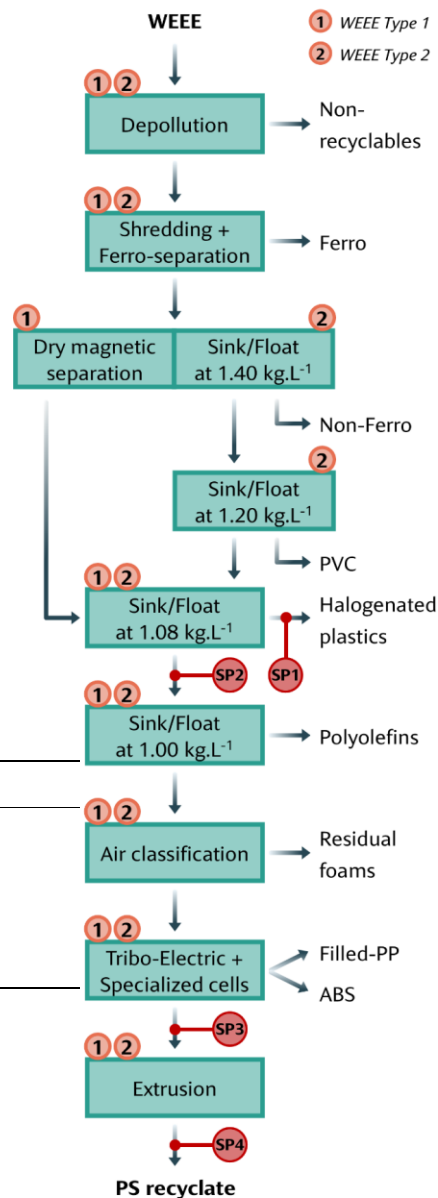 WEEE
1 WEEE Type 1
2 WEEE Type 2
1 2
Depollution
Non-
recyclables
1 2
Shredding +
Ferro-separation
Ferro
1
2
Dry magnetic
separation
Sink/Float
at 1.40 kg.L⁻¹
Non-Ferro
2
Sink/Float
at 1.20 kg.L⁻¹
PVC
1 2
Sink/Float
at 1.08 kg.L⁻¹
Halogenated
plastics
SP2
SP1
1 2
Sink/Float
at 1.00 kg.L⁻¹
Polyolefins
1 2
Air classification
Residual
foams
1 2
Tribo-Electric +
Specialized cells
Filled-PP
ABS
SP3
1 2
Extrusion
SP4
PS recyclate